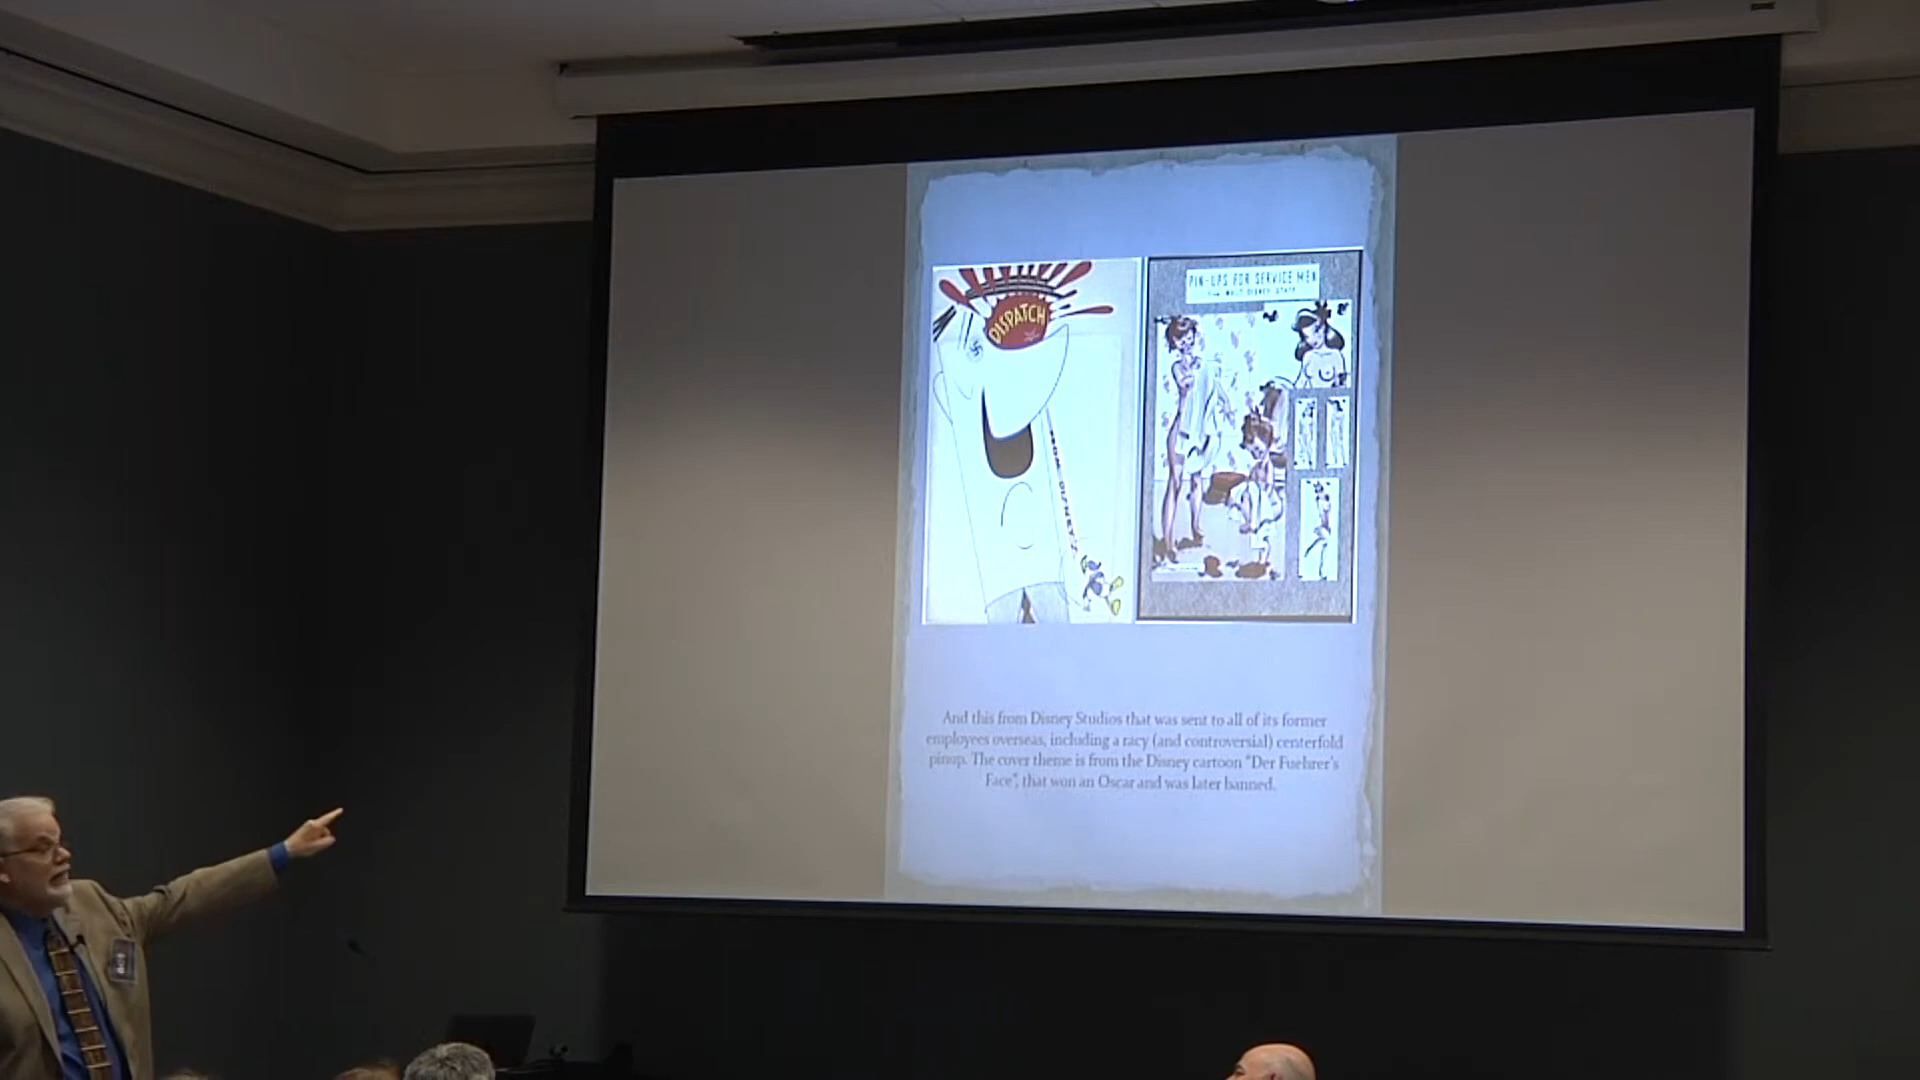 DISPATCH
FROM DISNEY'S
PIN-UPS FOR SERVICE MEN
And this from Disney Studios that was sent to all of its former
employees overseas, including a racy (and controversial) centerfold
pinup. The cover theme is from the Disney cartoon "Der Fuehrer's
Face", that won an Oscar and was later banned.